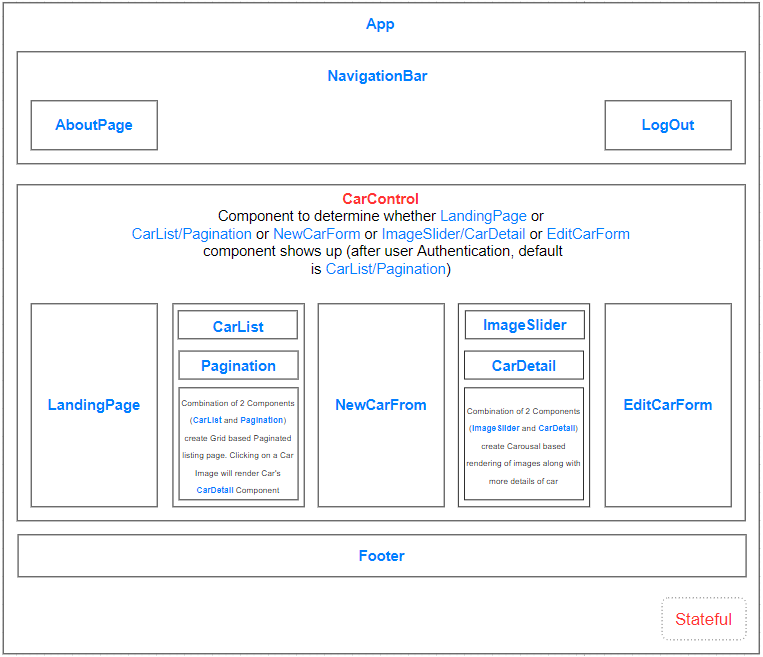 App
NavigationBar
AboutPage
LogOut
CarControl
Component to determine whether LandingPage or
CarList/Pagination or NewCarForm or ImageSlider/CarDetail or EditCarForm
component shows up (after user Authentication, default
is CarList/Pagination)
LandingPage
CarList
Pagination
Combination of 2 Components
(CarList and Pagination)
create Grid based Paginated
listing page. Clicking on a Car
Image will render Car's
CarDetail Component
NewCarFrom
ImageSlider
CarDetail
Combination of 2 Components
(ImageSlider and CarDetail)
create Carousal based
rendering of images along with
more details of car
EditCarForm
Footer
Stateful